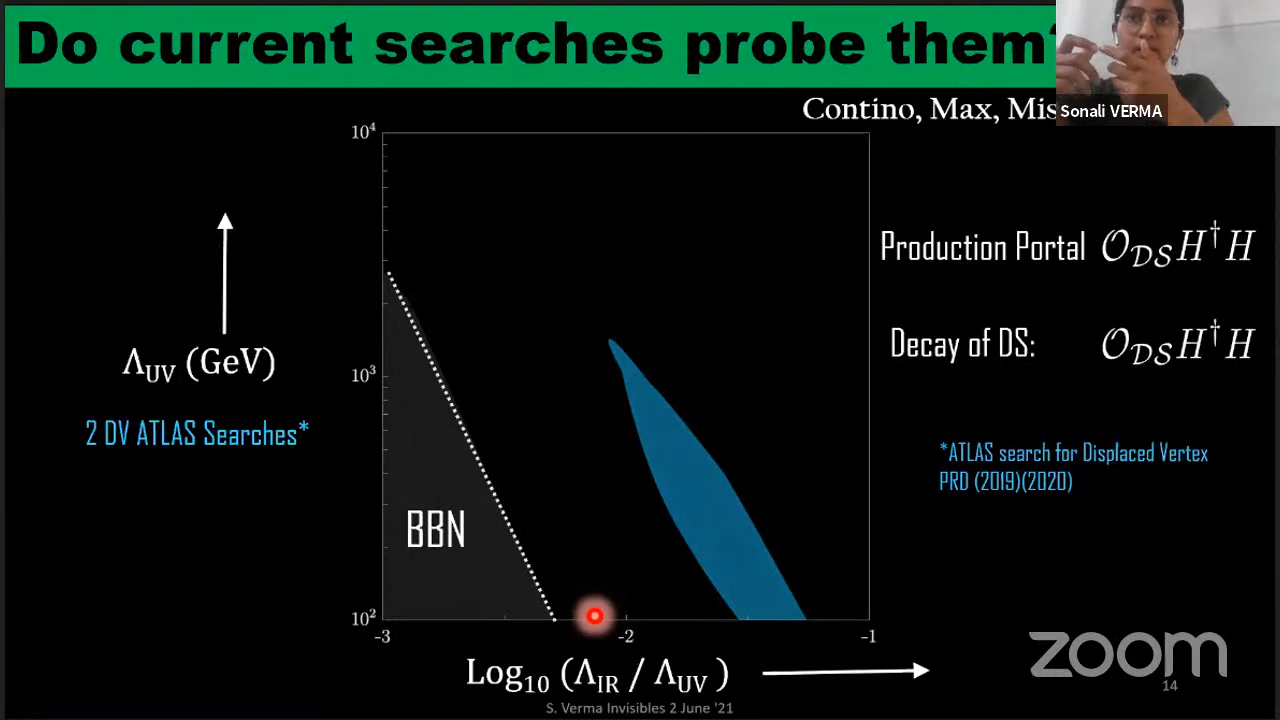 Do current searches probe them?
Contino, Max, Mis
Sonali VERMA
10⁴
10³
10²
Λ_UV (GeV)
2 DV ATLAS Searches*
BBN
Production Portal 𝒪_𝒟𝒮 H†H
Decay of DS: 𝒪_𝒟𝒮 H†H
*ATLAS search for Displaced Vertex
PRD (2019)(2020)
-3 -2 -1
Log₁₀ (Λ_IR / Λ_UV)
zoom
14
S. Verma Invisibles 2 June '21